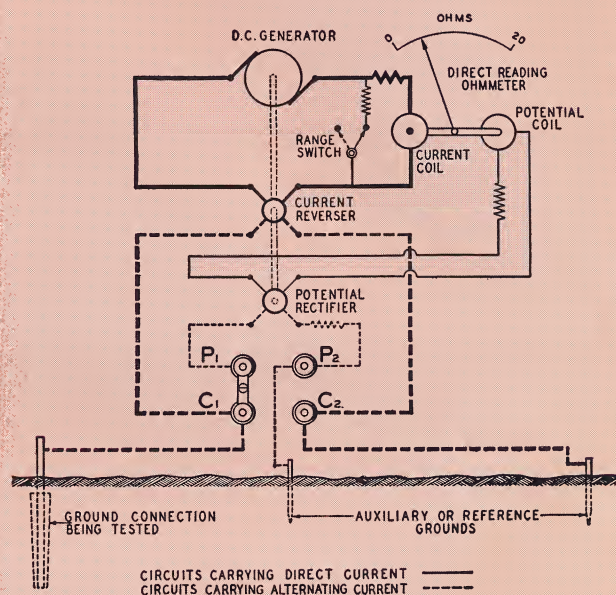 OHMS
0 20
D.C. GENERATOR
DIRECT READING
OHMMETER
POTENTIAL
COIL
RANGE
SWITCH
CURRENT
COIL
CURRENT
REVERSER
POTENTIAL
RECTIFIER
P1 P2
C1 C2
GROUND CONNECTION
BEING TESTED
AUXILIARY OR REFERENCE
GROUNDS
CIRCUITS CARRYING DIRECT CURRENT
CIRCUITS CARRYING ALTERNATING CURRENT